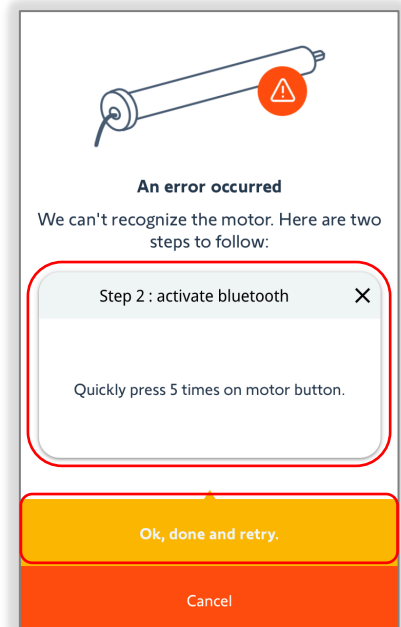 An error occurred
We can't recognize the motor. Here are two
steps to follow:
Step 2 : activate bluetooth
Quickly press 5 times on motor button.
Ok, done and retry.
Cancel